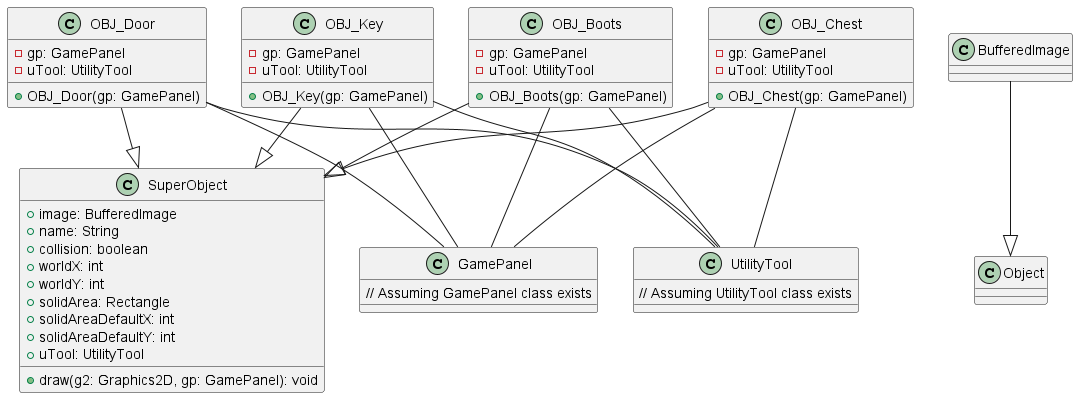 C OBJ_Door
gp: GamePanel
uTool: UtilityTool
OBJ_Door(gp: GamePanel)
C OBJ_Key
gp: GamePanel
uTool: UtilityTool
OBJ_Key(gp: GamePanel)
C OBJ_Boots
gp: GamePanel
uTool: UtilityTool
OBJ_Boots(gp: GamePanel)
C OBJ_Chest
gp: GamePanel
uTool: UtilityTool
OBJ_Chest(gp: GamePanel)
C BufferedImage
C SuperObject
image: BufferedImage
name: String
collision: boolean
worldX: int
worldY: int
solidArea: Rectangle
solidAreaDefaultX: int
solidAreaDefaultY: int
uTool: UtilityTool
draw(g2: Graphics2D, gp: GamePanel): void
C GamePanel
// Assuming GamePanel class exists
C UtilityTool
// Assuming UtilityTool class exists
C Object